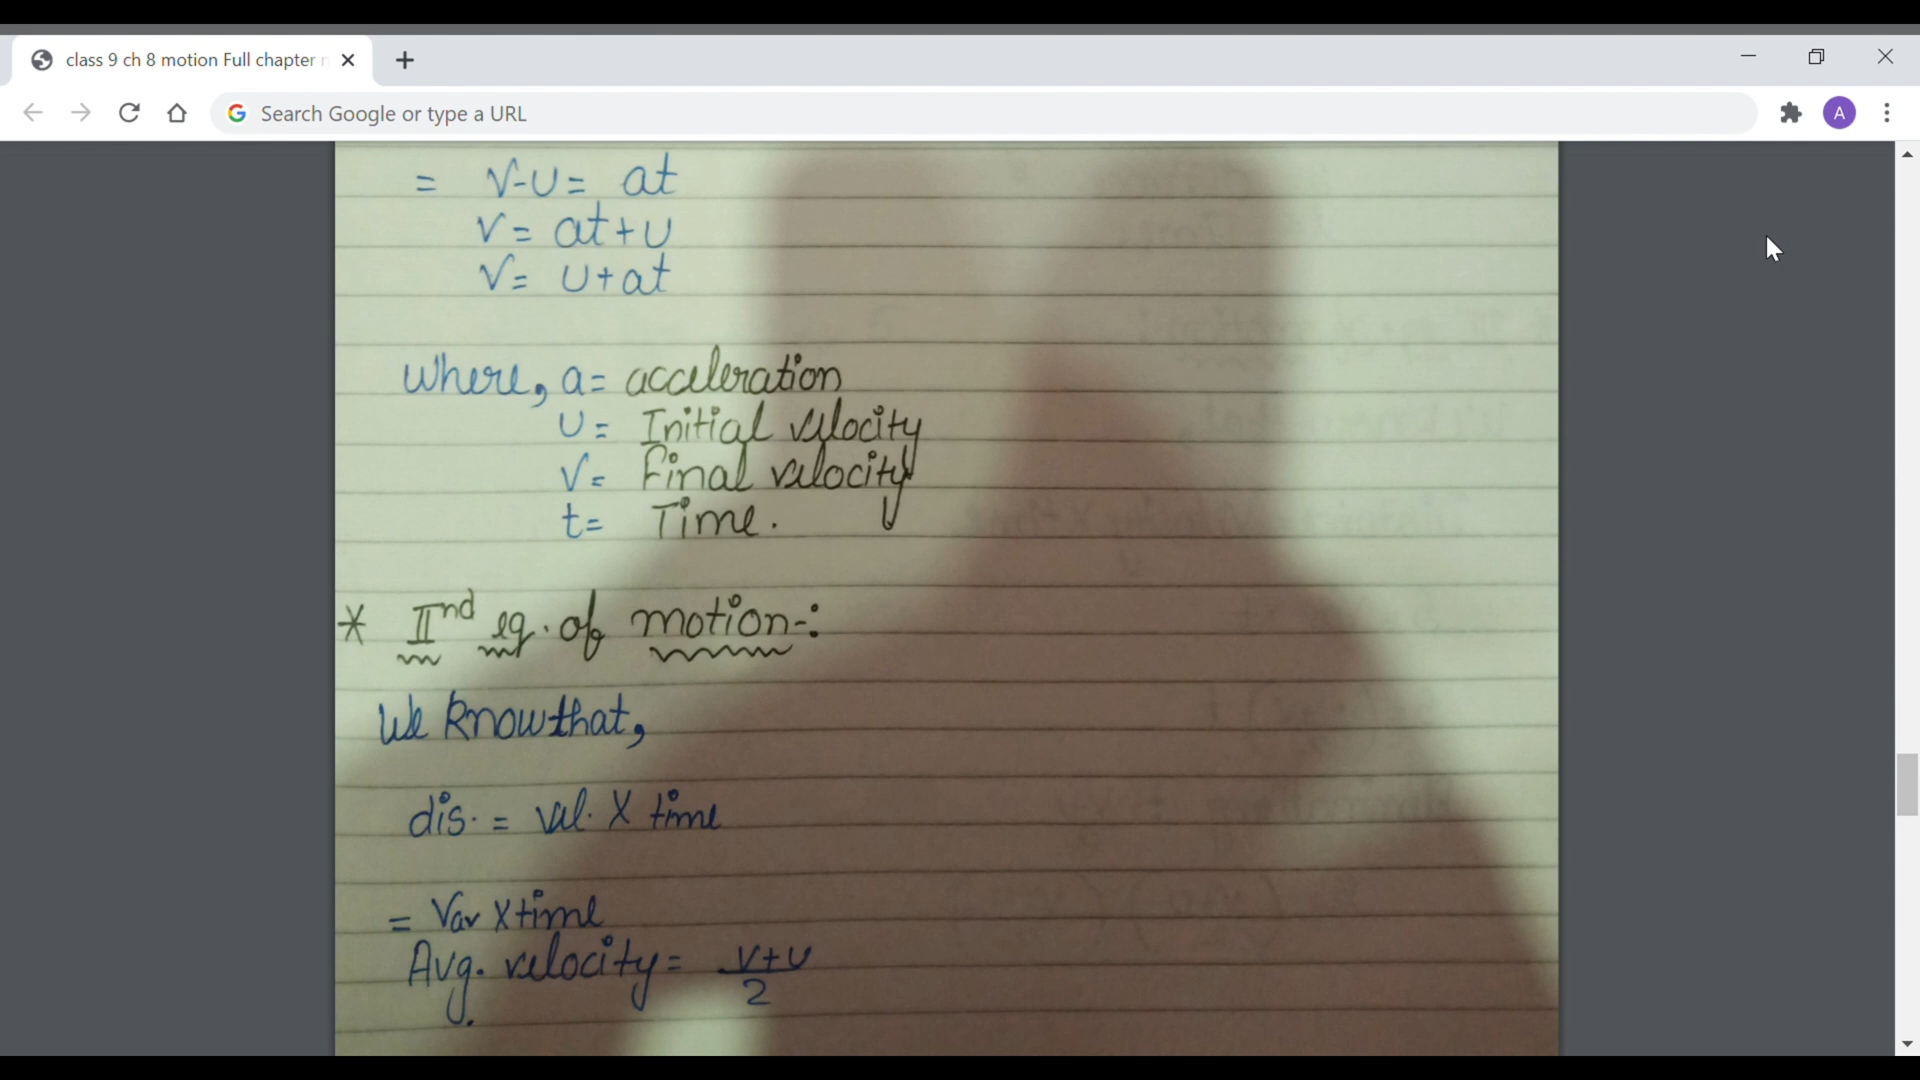 class 9 ch 8 motion Full chapter
Search Google or type a URL
A
= V-U= at
V= at+U
V= U+at
Where, a= acceleration
U= Initial velocity
V= Final velocity
t= Time.
* IInd eq. of motion-:
We know that,
dis. = vel. X time
= Vav X time
Avg. velocity= V+U
2